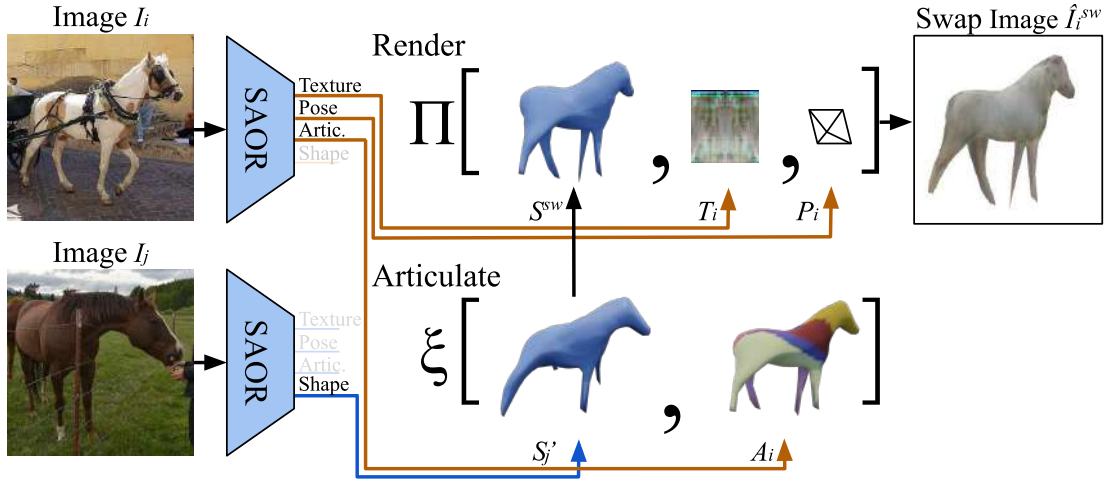 Image Iᵢ
SAOR
Texture
Pose
Artic.
Shape
Render
Π [ , , ]
Sˢʷ
Tᵢ
Pᵢ
Swap Image Îᵢˢʷ
Image Iⱼ
SAOR
Texture
Pose
Artic.
Shape
Articulate
ξ [ , ]
Sⱼ’
Aᵢ